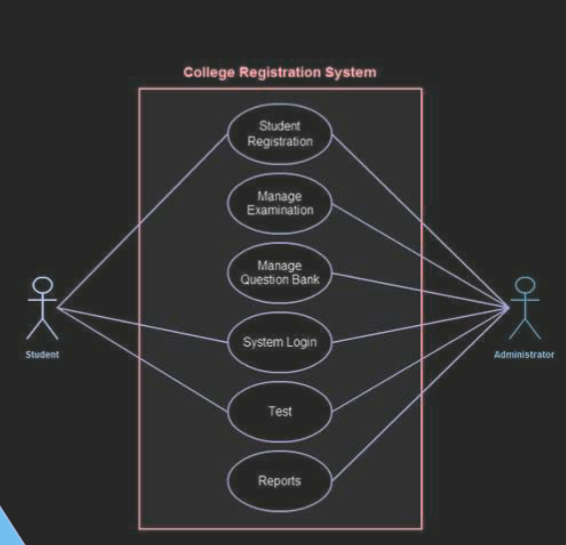 College Registration System
Student
Registration
Manage
Examination
Manage
Question Bank
System Login
Test
Reports
Student
Administrator